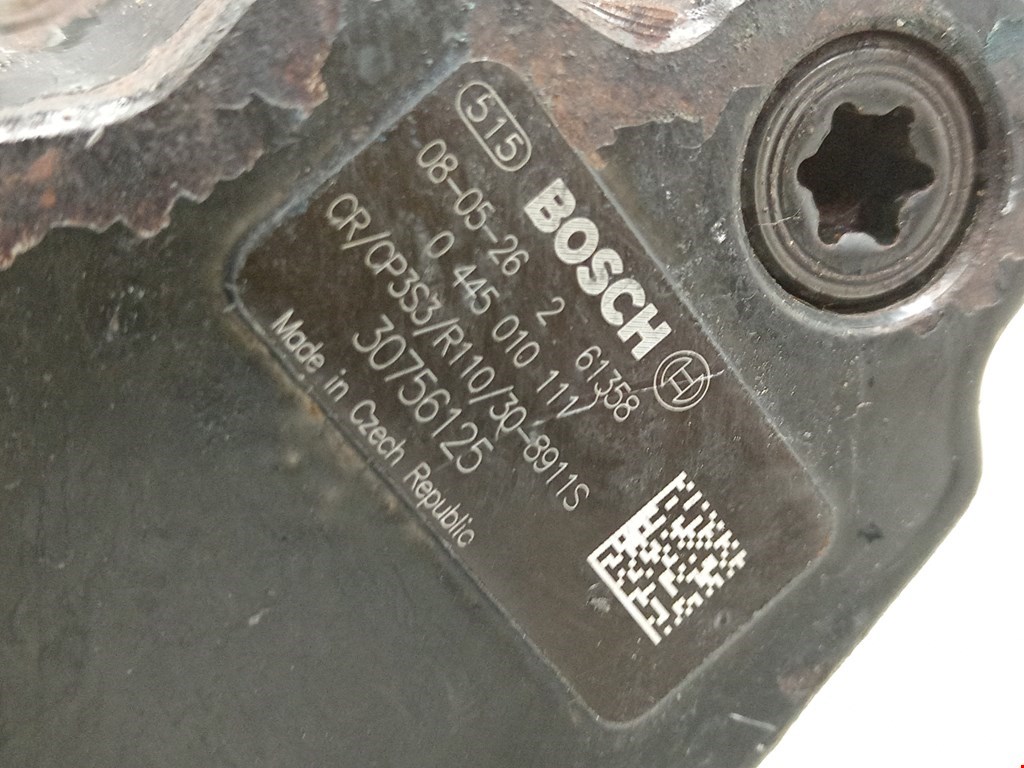 515
BOSCH
08-05-26 2 61358
0 445 010 111
CR/CP3S3/R110/30-8911S
30756125
Made in Czech Republic